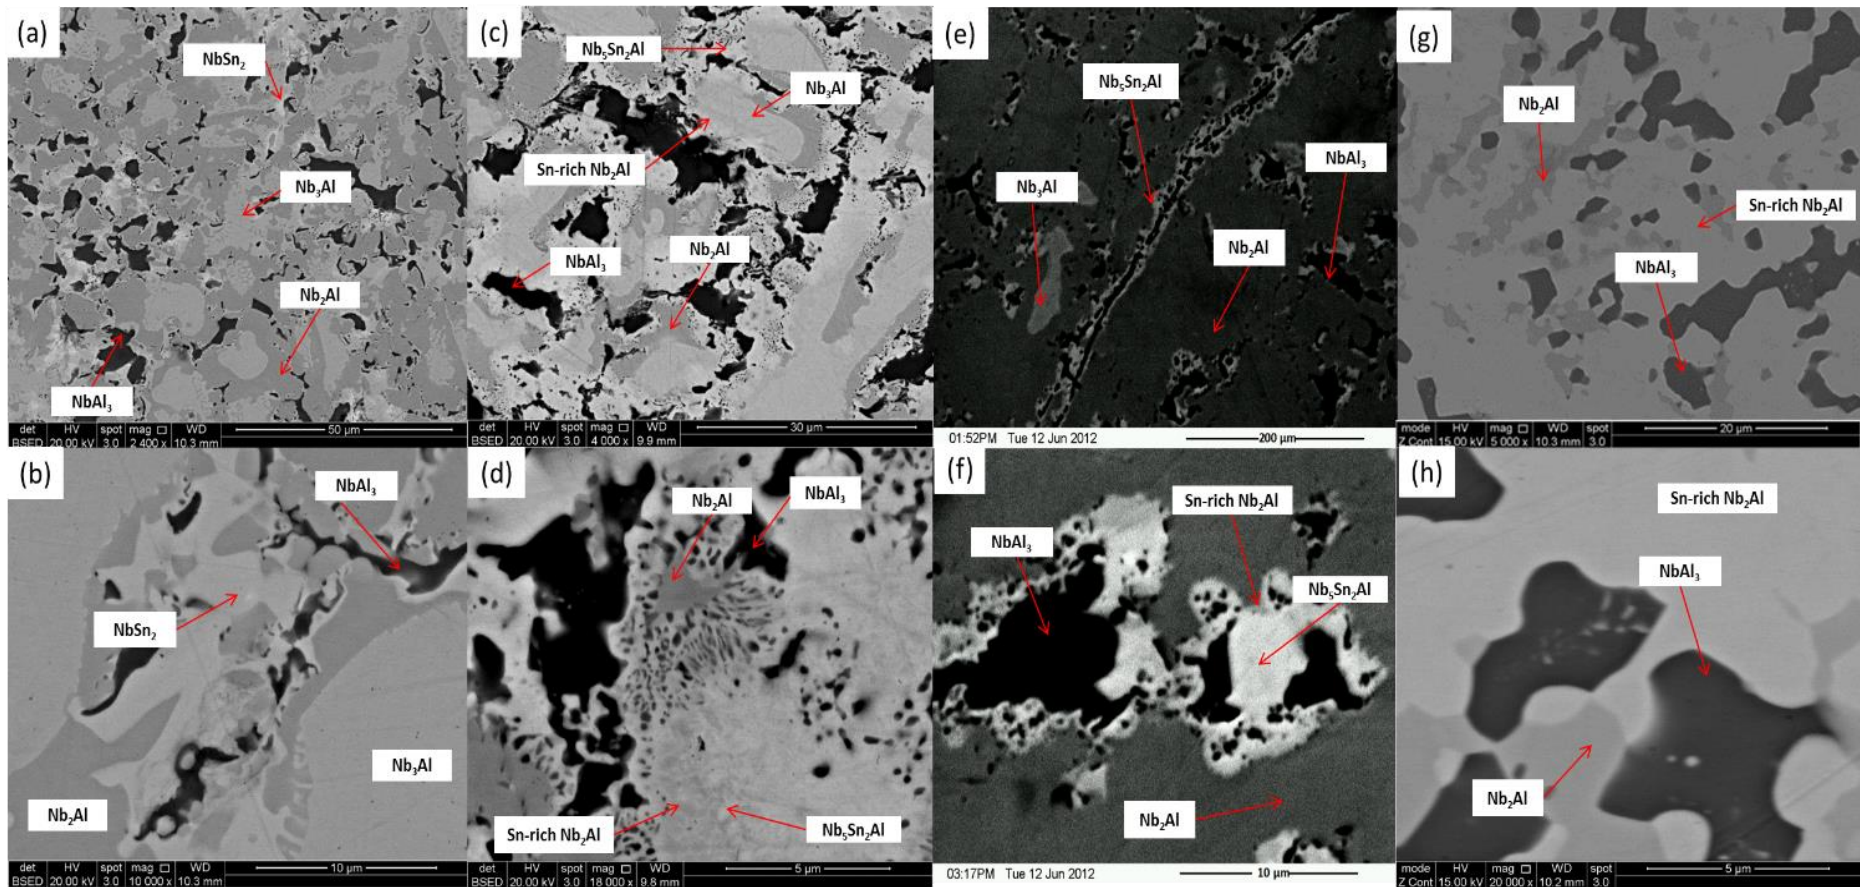 (a)
NbSn₂
Nb₃Al
Nb₂Al
NbAl₃
det HV spot mag □ WD
BSED 20.00 kV 3.0 2 400 x 10.3 mm
50 µm
(c)
Nb₅Sn₂Al
Nb₃Al
Sn-rich Nb₂Al
NbAl₃
Nb₂Al
det HV spot mag □ WD
BSED 20.00 kV 3.0 4 000 x 9.9 mm
30 µm
(e)
Nb₅Sn₂Al
NbAl₃
Nb₃Al
Nb₂Al
01:52PM Tue 12 Jun 2012
200 µm
(g)
Nb₂Al
Sn-rich Nb₂Al
NbAl₃
mode HV mag □ WD spot
Z Cont 15.00 kV 5 000 x 10.3 mm 3.0
20 µm
(b)
NbAl₃
NbSn₂
Nb₃Al
Nb₂Al
det HV spot mag □ WD
BSED 20.00 kV 3.0 10 000 x 10.3 mm
10 µm
(d)
Nb₂Al
NbAl₃
Sn-rich Nb₂Al
Nb₅Sn₂Al
det HV spot mag □ WD
BSED 20.00 kV 3.0 18 000 x 9.8 mm
5 µm
(f)
Sn-rich Nb₂Al
NbAl₃
Nb₅Sn₂Al
Nb₂Al
03:17PM Tue 12 Jun 2012
10 µm
(h)
Sn-rich Nb₂Al
NbAl₃
Nb₂Al
mode HV mag □ WD spot
Z Cont 15.00 kV 20 000 x 10.2 mm 3.0
5 µm